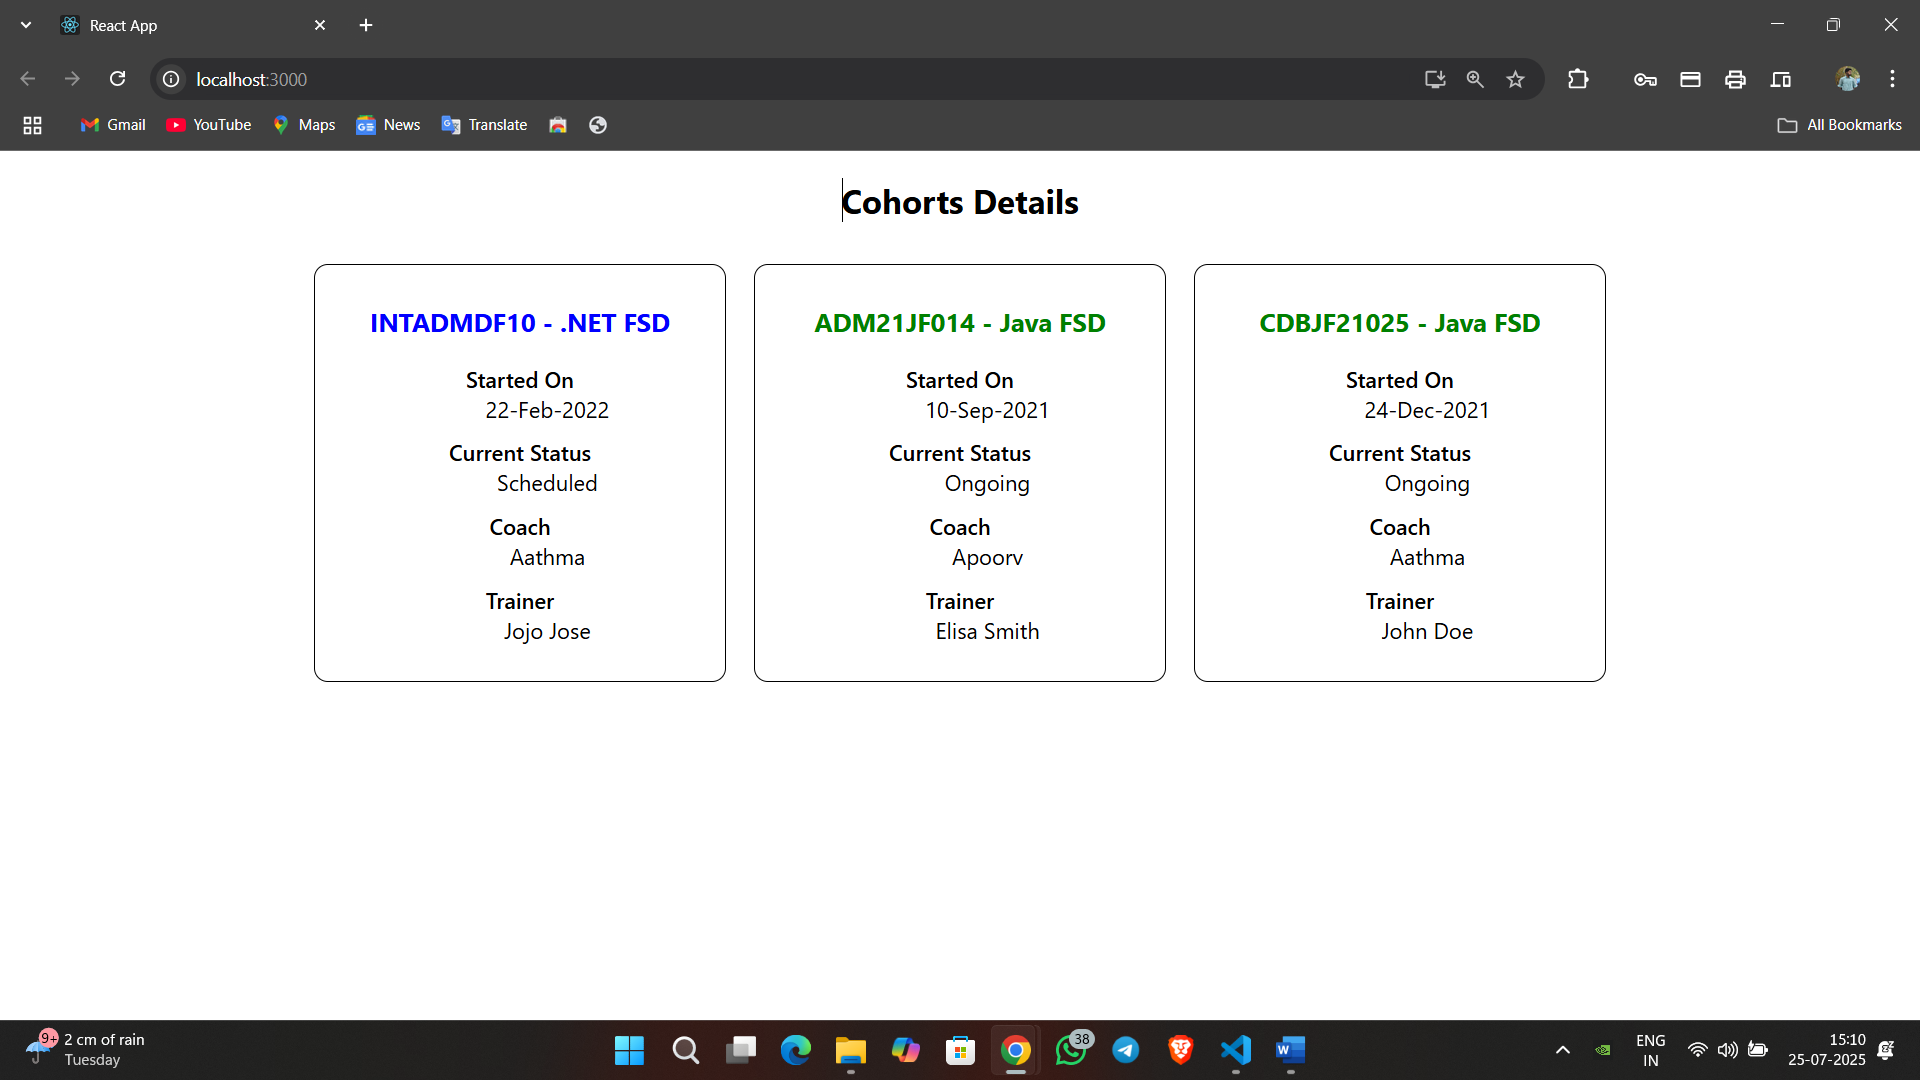 React App
localhost:3000
Gmail
YouTube
Maps
News
Translate
All Bookmarks
Cohorts Details
INTADMDF10 - .NET FSD
Started On
22-Feb-2022
Current Status
Scheduled
Coach
Aathma
Trainer
Jojo Jose
ADM21JF014 - Java FSD
Started On
10-Sep-2021
Current Status
Ongoing
Coach
Apoorv
Trainer
Elisa Smith
CDBJF21025 - Java FSD
Started On
24-Dec-2021
Current Status
Ongoing
Coach
Aathma
Trainer
John Doe
9+
2 cm of rain
Tuesday
38
ENG
IN
15:10
25-07-2025